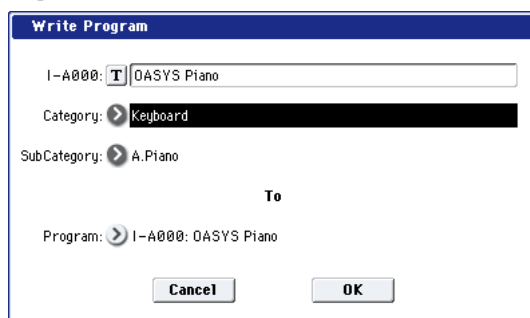 Write Program
I-A000: T OASYS Piano
Category: Keyboard
SubCategory: A.Piano
To
Program: I-A000: OASYS Piano
Cancel OK